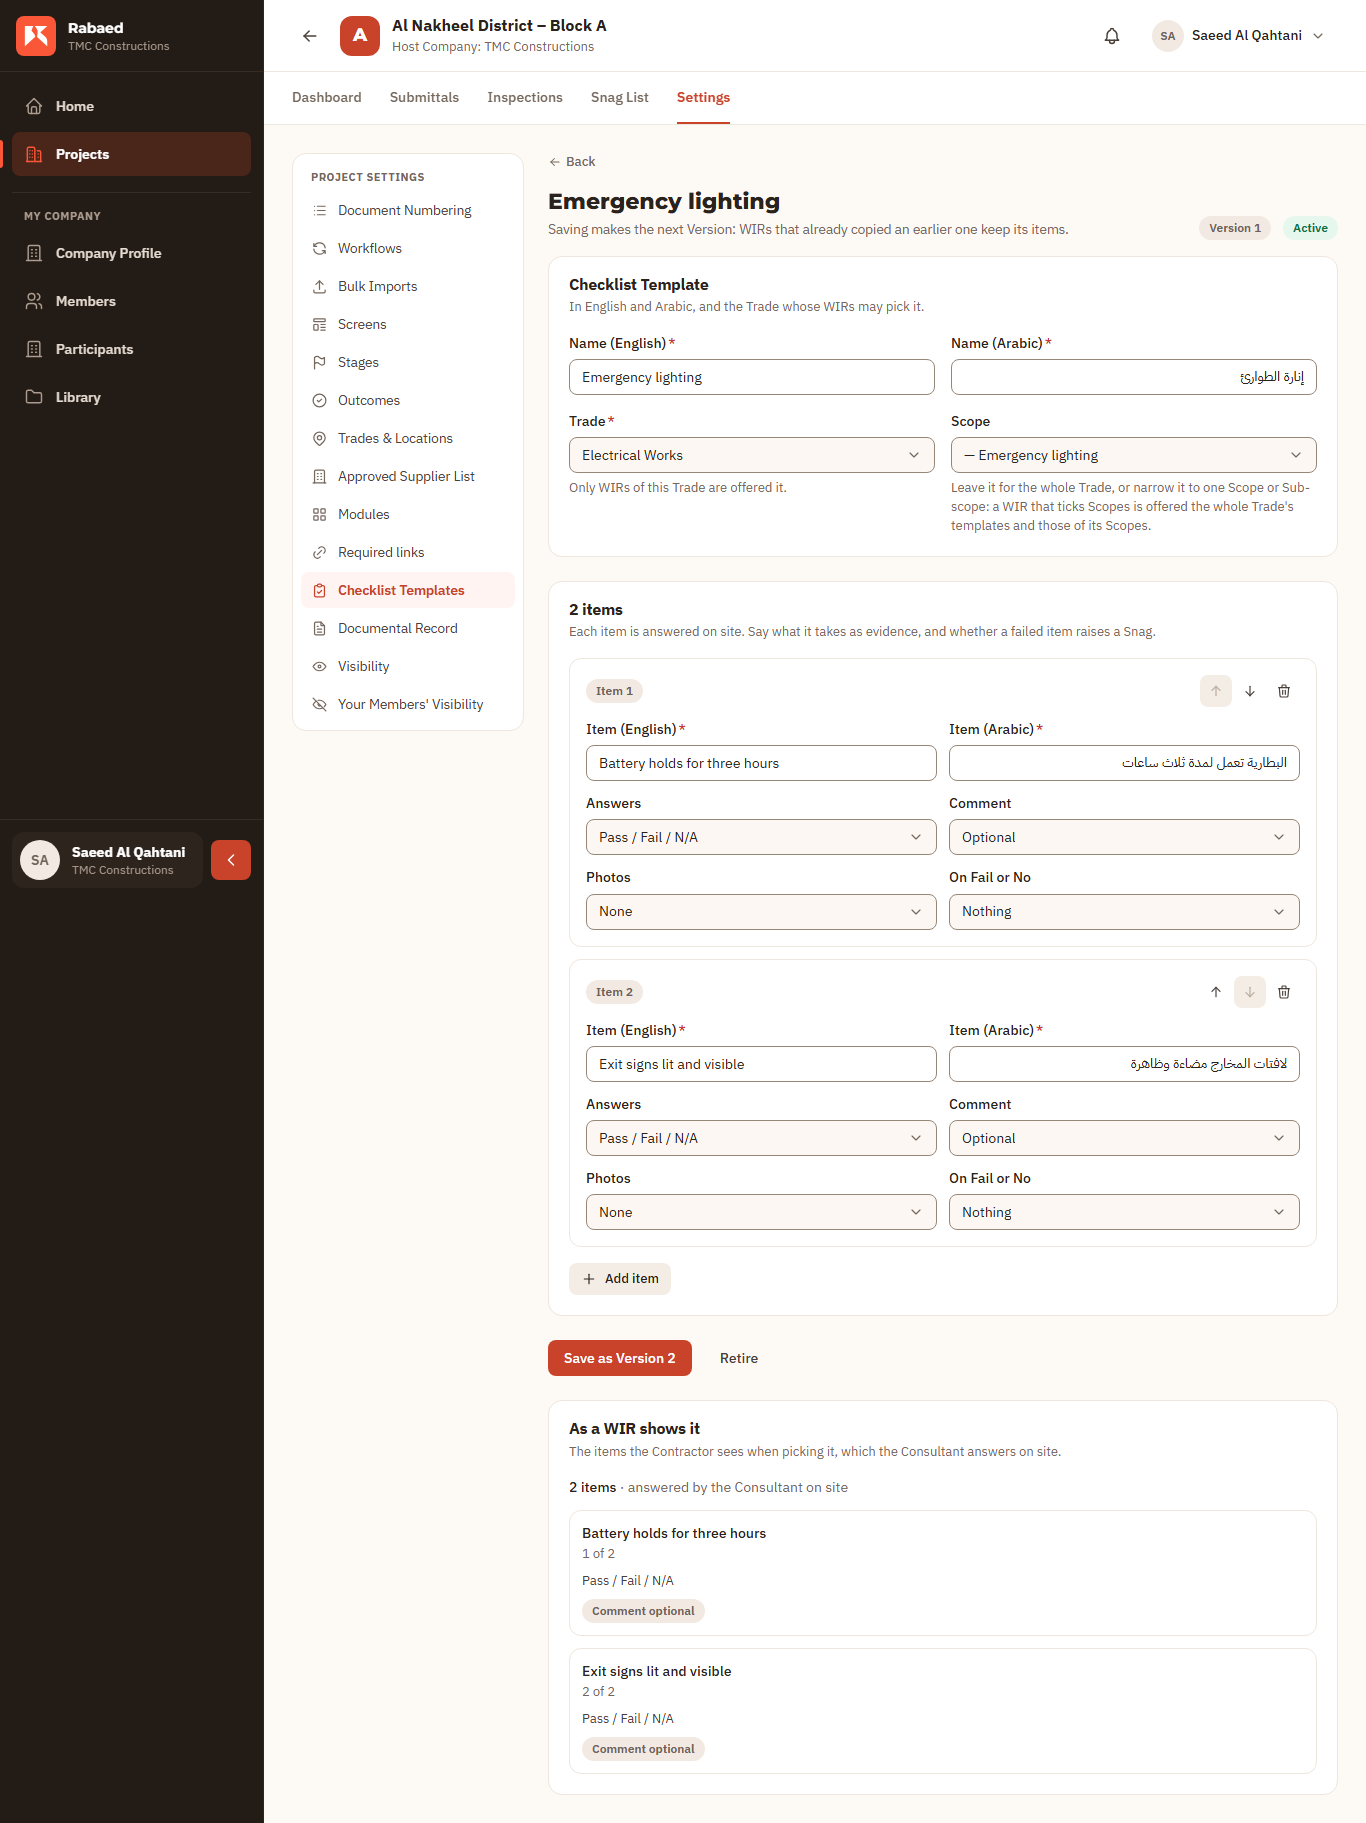 Rabaed
TMC Constructions
Home
Projects
MY COMPANY
Company Profile
Members
Participants
Library
SA
Saeed Al Qahtani
TMC Constructions
A
Al Nakheel District – Block A
Host Company: TMC Constructions
SA
Saeed Al Qahtani
Dashboard
Submittals
Inspections
Snag List
Settings
PROJECT SETTINGS
Document Numbering
Workflows
Bulk Imports
Screens
Stages
Outcomes
Trades & Locations
Approved Supplier List
Modules
Required links
Checklist Templates
Documental Record
Visibility
Your Members' Visibility
Back
Emergency lighting
Saving makes the next Version: WIRs that already copied an earlier one keep its items.
Version 1
Active
Checklist Template
In English and Arabic, and the Trade whose WIRs may pick it.
Name (English)*
Name (Arabic)*
Emergency lighting
إنارة الطوارئ
Trade*
Scope
Electrical Works
— Emergency lighting
Only WIRs of this Trade are offered it.
Leave it for the whole Trade, or narrow it to one Scope or Sub-
scope: a WIR that ticks Scopes is offered the whole Trade's
templates and those of its Scopes.
2 items
Each item is answered on site. Say what it takes as evidence, and whether a failed item raises a Snag.
Item 1
Item (English)*
Item (Arabic)*
Battery holds for three hours
البطارية تعمل لمدة ثلاث ساعات
Answers
Comment
Pass / Fail / N/A
Optional
Photos
On Fail or No
None
Nothing
Item 2
Item (English)*
Item (Arabic)*
Exit signs lit and visible
لافتات المخارج مضاءة وظاهرة
Answers
Comment
Pass / Fail / N/A
Optional
Photos
On Fail or No
None
Nothing
Add item
Save as Version 2
Retire
As a WIR shows it
The items the Contractor sees when picking it, which the Consultant answers on site.
2 items · answered by the Consultant on site
Battery holds for three hours
1 of 2
Pass / Fail / N/A
Comment optional
Exit signs lit and visible
2 of 2
Pass / Fail / N/A
Comment optional